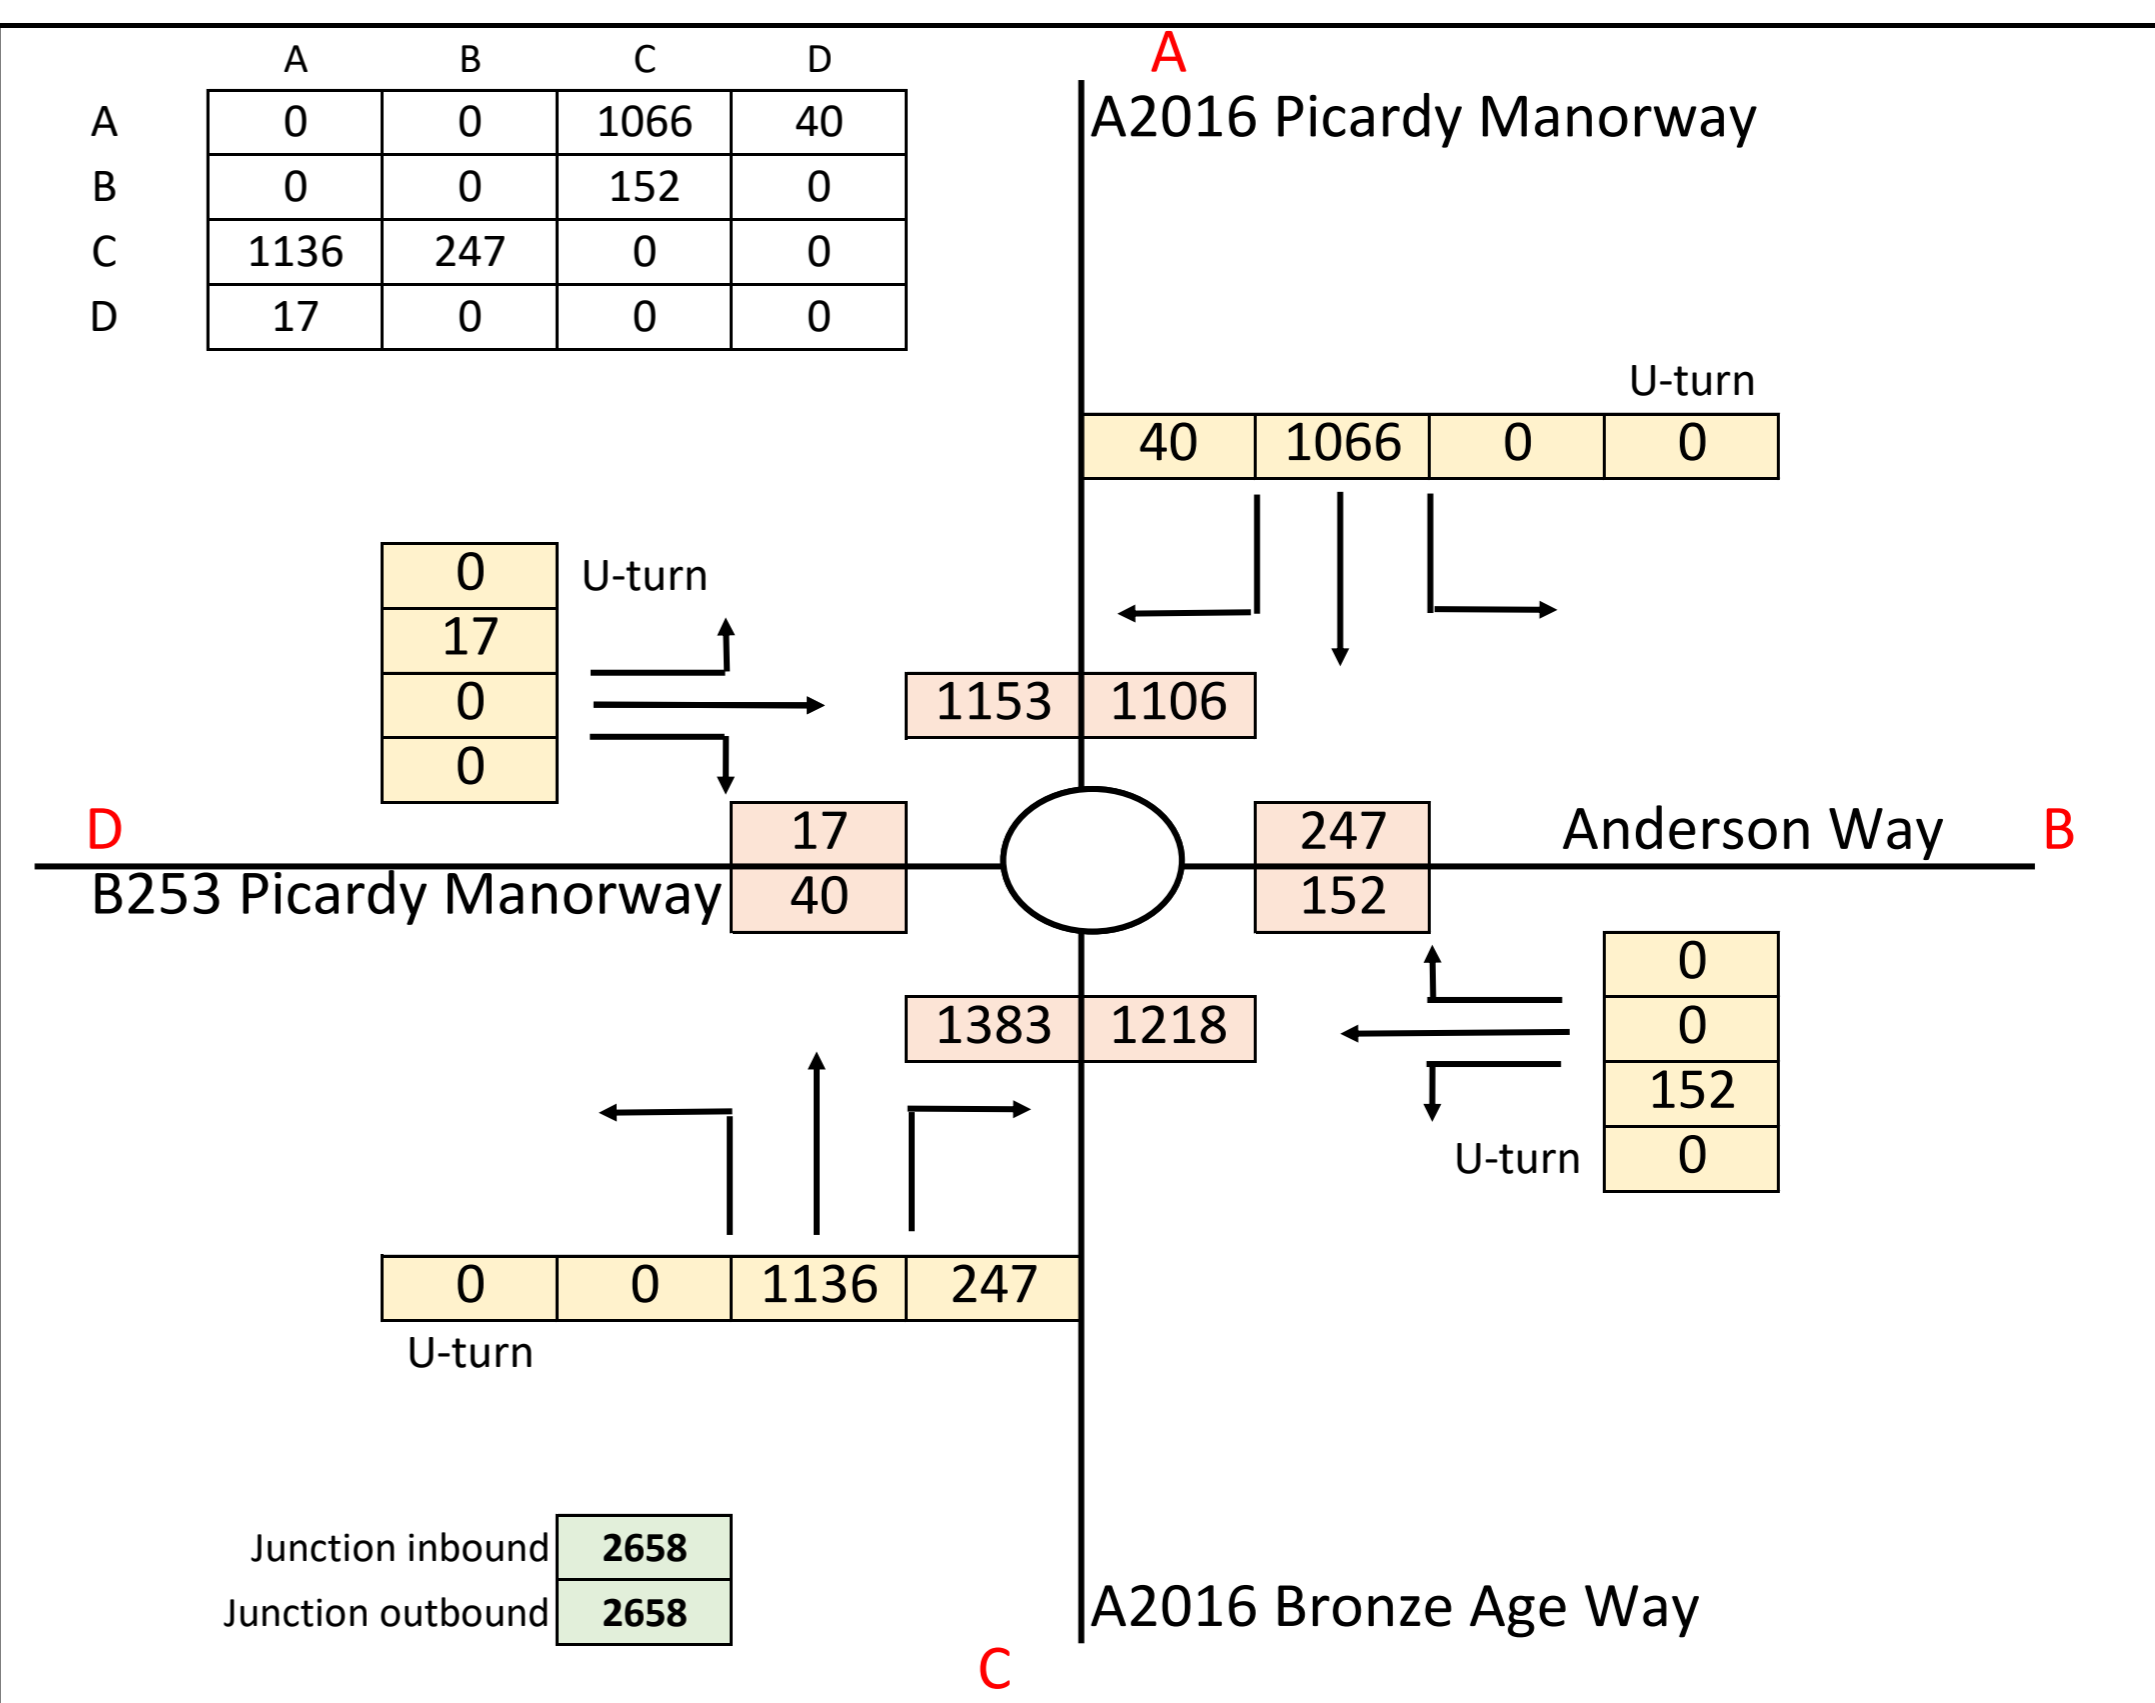 A B C D
A 0 0 1066 40
B 0 0 152 0
C 1136 247 0 0
D 17 0 0 0
A
A2016 Picardy Manorway
U-turn
40 1066 0 0
0 U-turn
17
0
0
1153 1106
D
17
40
B253 Picardy Manorway
247
152
Anderson Way B
1383 1218
0
0
152
0
U-turn
0 0 1136 247
U-turn
Junction inbound 2658
Junction outbound 2658
A2016 Bronze Age Way
C